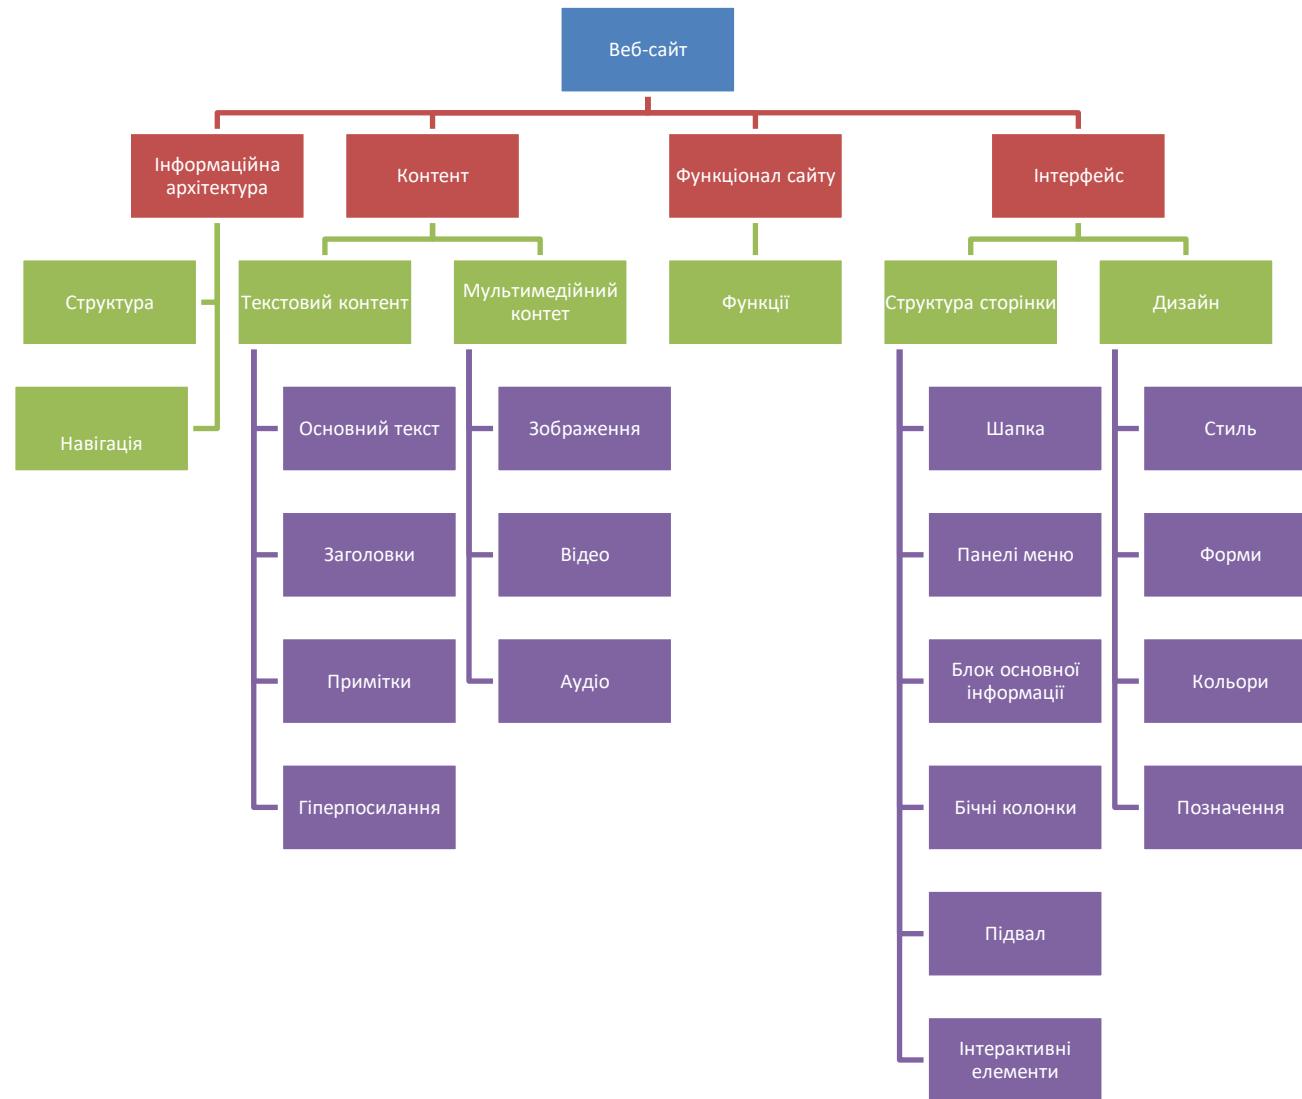 Веб-сайт
Інформаційна
архітектура
Контент
Функціонал сайту
Інтерфейс
Структура
Текстовий контент
Мультимедійний
контет
Функції
Структура сторінки
Дизайн
Навігація
Основний текст
Зображення
Шапка
Стиль
Заголовки
Відео
Панелі меню
Форми
Примітки
Аудіо
Блок основної
інформації
Кольори
Гіперпосилання
Бічні колонки
Позначення
Підвал
Інтерактивні
елементи